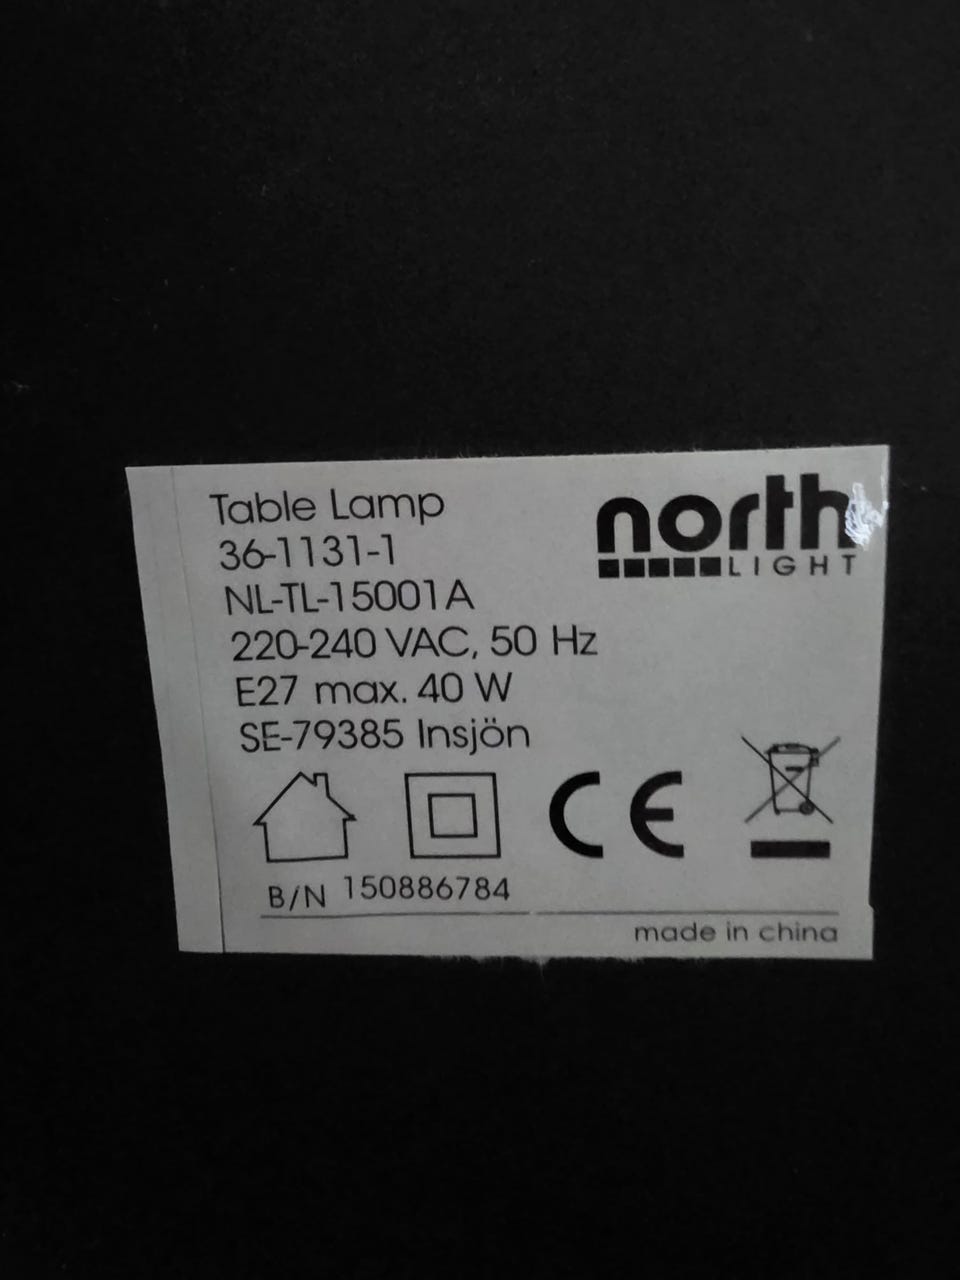 Table Lamp
36-1131-1
NL-TL-15001A
220-240 VAC, 50 Hz
E27 max. 40 W
SE-79385 Insjön
north
LIGHT
CE
B/N 150886784
made in china